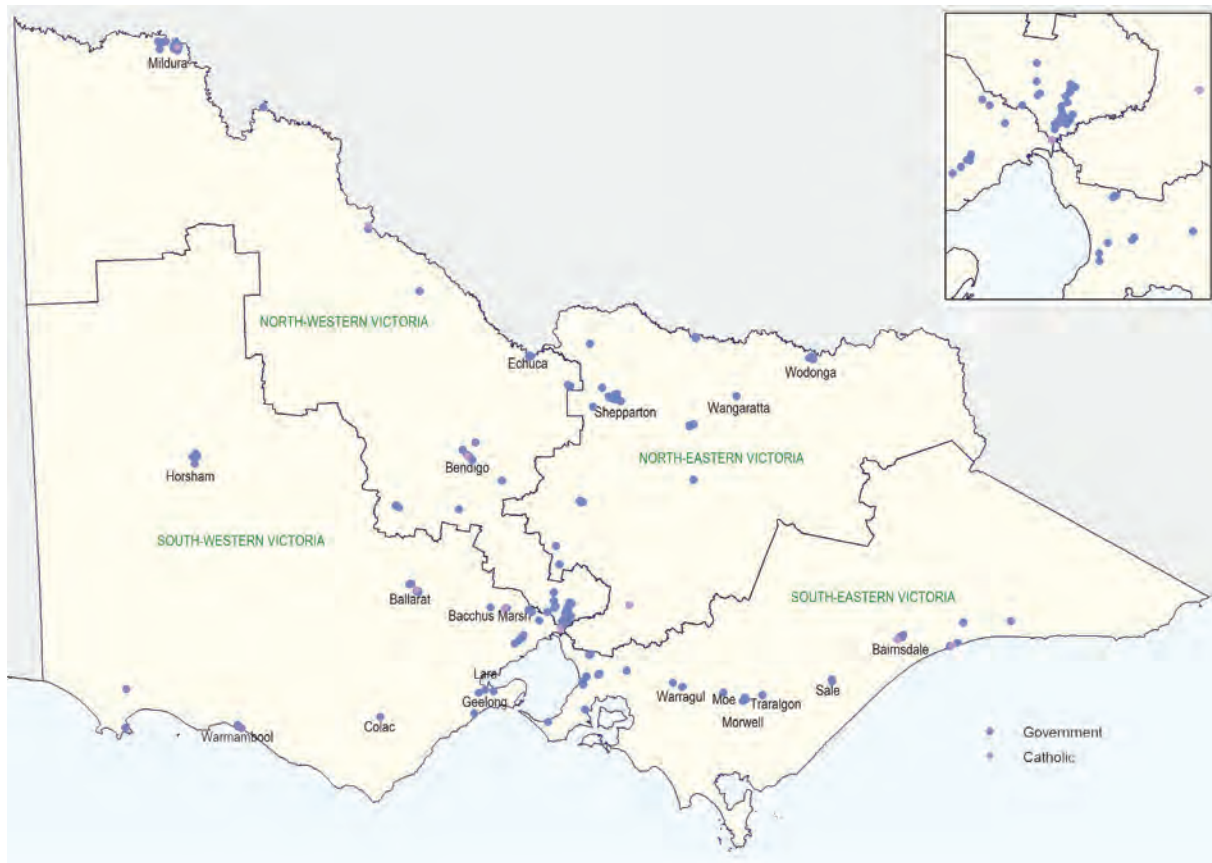 Mildura
NORTH-WESTERN VICTORIA
Echuca
Wodonga
Shepparton
Wangaratta
Bendigo
NORTH-EASTERN VICTORIA
Horsham
SOUTH-WESTERN VICTORIA
Ballarat
Bacchus Marsh
SOUTH-EASTERN VICTORIA
Bairnsdale
Lara
Geelong
Warragul
Moe
Traralgon
Sale
Morwell
Colac
Warrnambool
Government
Catholic